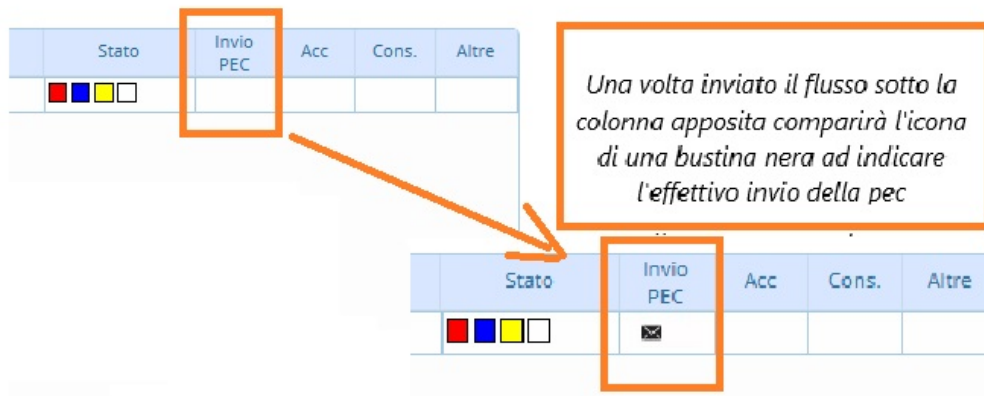 Stato Invio PEC Acc Cons. Altre
Una volta inviato il flusso sotto la
colonna apposita comparirà l'icona
di una bustina nera ad indicare
l'effettivo invio della pec
Stato Invio PEC Acc Cons. Altre